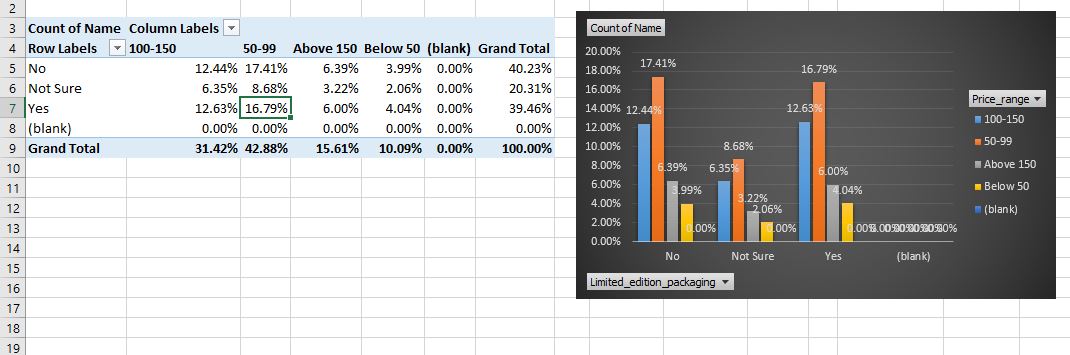 2
3 Count of Name Column Labels
4 Row Labels 100-150 50-99 Above 150 Below 50 (blank) Grand Total
5 No 12.44% 17.41% 6.39% 3.99% 0.00% 40.23%
6 Not Sure 6.35% 8.68% 3.22% 2.06% 0.00% 20.31%
7 Yes 12.63% 16.79% 6.00% 4.04% 0.00% 39.46%
8 (blank) 0.00% 0.00% 0.00% 0.00% 0.00% 0.00%
9 Grand Total 31.42% 42.88% 15.61% 10.09% 0.00% 100.00%
10
11
12
13
14
15
16
17
18
19
Count of Name
20.00%
18.00%
16.00%
14.00%
12.00%
10.00%
8.00%
6.00%
4.00%
2.00%
0.00%
12.44% 17.41% 6.39% 3.99% 0.00%
6.35% 8.68% 3.22% 2.06% 0.00%
12.63% 16.79% 6.00% 4.04% 0.00%
0.00% 0.00% 0.00% 0.00% 0.00%
No Not Sure Yes (blank)
Price_range
100-150
50-99
Above 150
Below 50
(blank)
Limited_edition_packaging